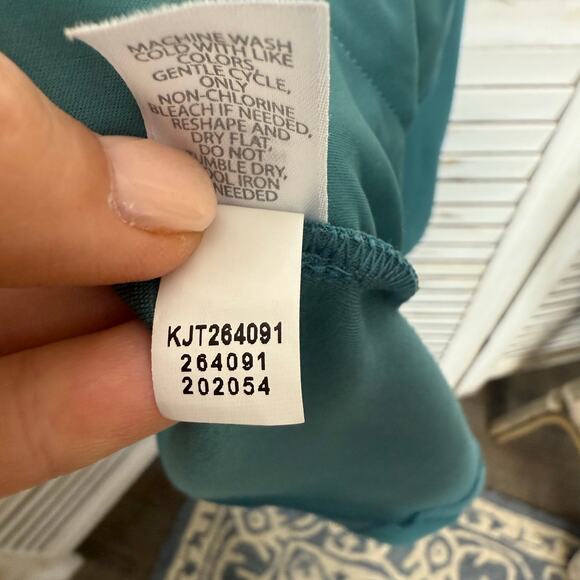 MACHINE WASH
COLD WITH LIKE
COLORS,
GENTLE CYCLE,
ONLY
NON-CHLORINE
BLEACH IF NEEDED,
RESHAPE AND
DRY FLAT,
DO NOT
TUMBLE DRY,
COOL IRON
NEEDED
KJT264091
264091
202054